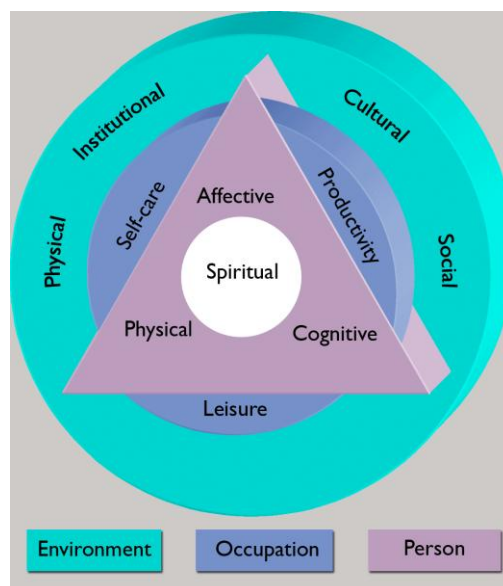 Institutional
Cultural
Physical
Self-care
Affective
Productivity
Social
Spiritual
Physical
Cognitive
Leisure
Environment
Occupation
Person